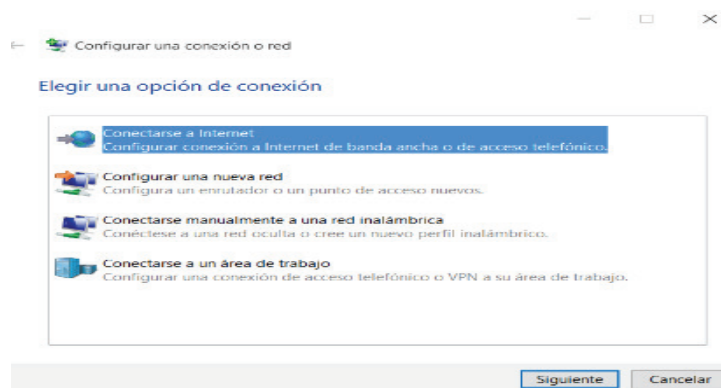 Configurar una conexión o red
Elegir una opción de conexión
Conectarse a Internet
Configurar conexión a Internet de banda ancha o de acceso telefónico.
Configurar una nueva red
Configura un enrutador o un punto de acceso nuevos.
Conectarse manualmente a una red inalámbrica
Conéctese a una red oculta o cree un nuevo perfil inalámbrico.
Conectarse a un área de trabajo
Configurar una conexión de acceso telefónico o VPN a su área de trabajo.
Siguiente Cancelar